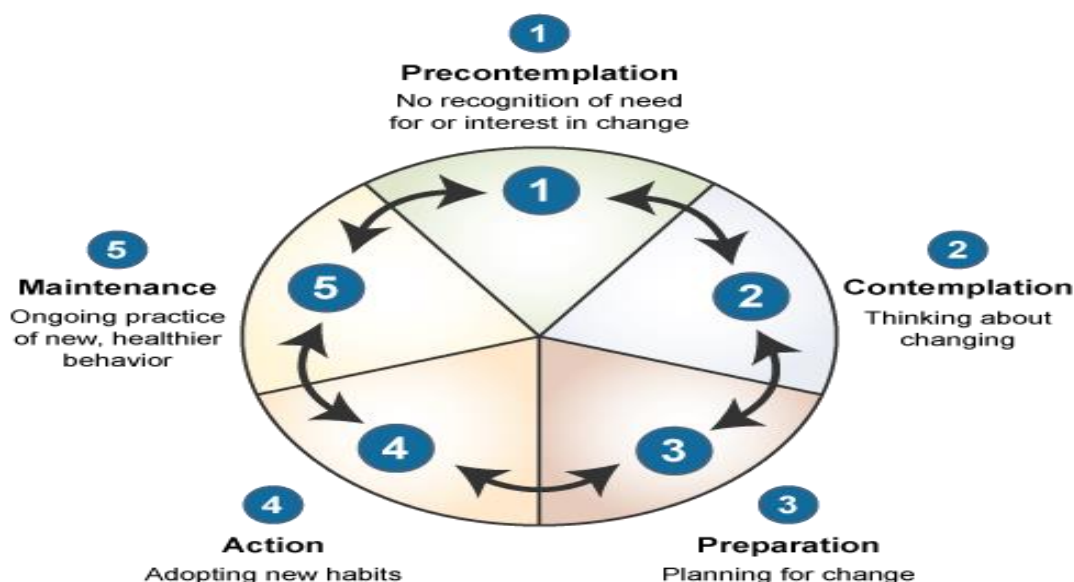 1
Precontemplation
No recognition of need
for or interest in change
1
5
Maintenance
Ongoing practice
of new, healthier
behavior
5
2
2
Contemplation
Thinking about
changing
4
3
4
Action
Adopting new habits
3
Preparation
Planning for change